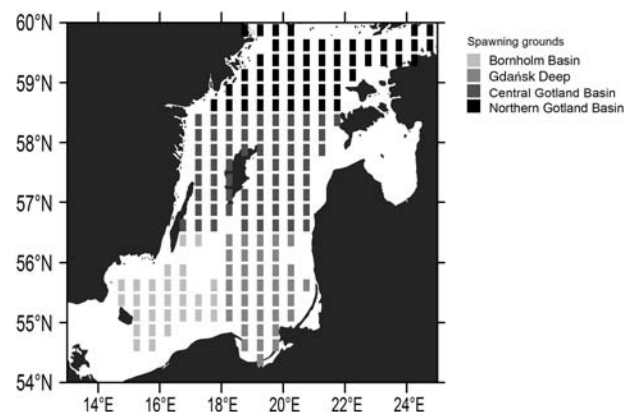 60°N
59°N
58°N
57°N
56°N
55°N
54°N
14°E 16°E 18°E 20°E 22°E 24°E
Spawning grounds
Bornholm Basin
Gdańsk Deep
Central Gotland Basin
Northern Gotland Basin